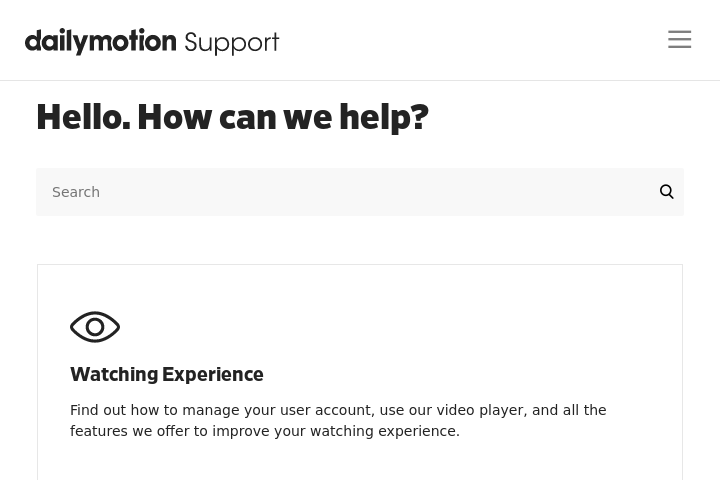 dailymotion Support
Hello. How can we help?
Search
Watching Experience
Find out how to manage your user account, use our video player, and all the
features we offer to improve your watching experience.